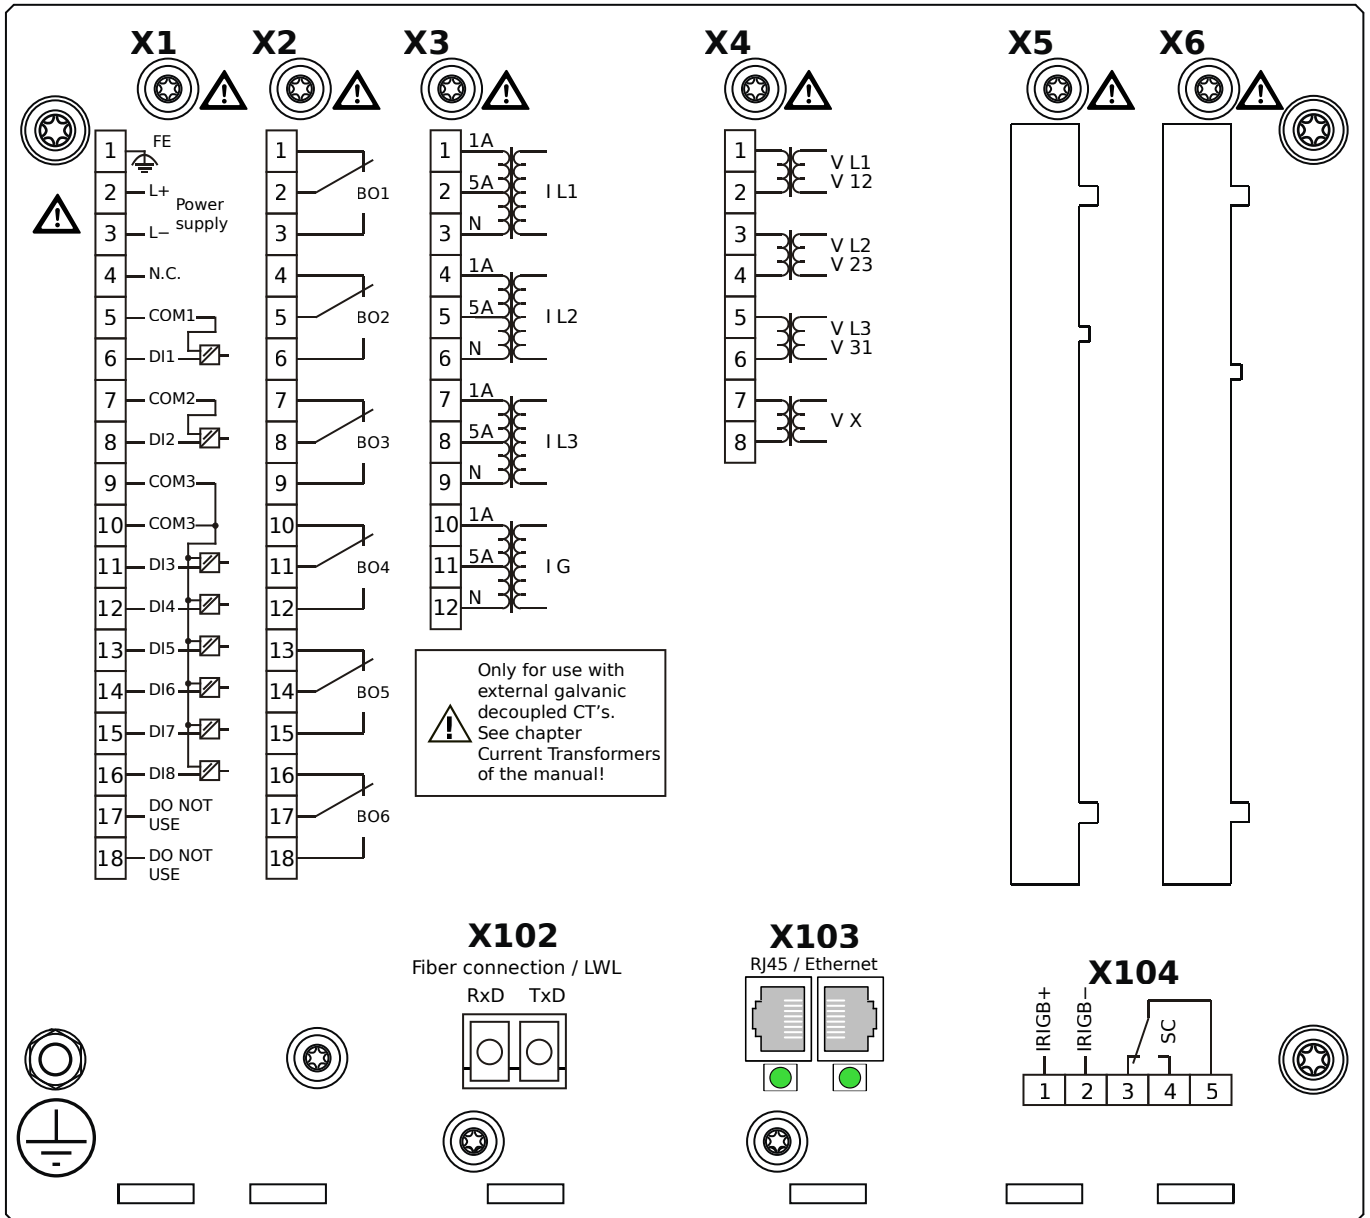 X1
X2
X3
X4
X5
X6
1 FE
2 L+
Power
supply
3 L−
4 N.C.
5 COM1
6 DI1
7 COM2
8 DI2
9 COM3
10 COM3
11 DI3
12 DI4
13 DI5
14 DI6
15 DI7
16 DI8
17 DO NOT
USE
18 DO NOT
USE
1
2 BO1
3
4
5 BO2
6
7
8 BO3
9
10
11 BO4
12
13
14 BO5
15
16
17 BO6
18
1 1A
2 5A I L1
3 N
4 1A
5 5A I L2
6 N
7 1A
8 5A I L3
9 N
10 1A
11 5A I G
12 N
Only for use with
external galvanic
decoupled CT's.
See chapter
Current Transformers
of the manual!
1
2
V L1
V 12
3
4
V L2
V 23
5
6
V L3
V 31
7
8
V X
X102
Fiber connection / LWL
RxD TxD
X103
RJ45 / Ethernet
X104
IRIGB+
IRIGB−
SC
1 2 3 4 5